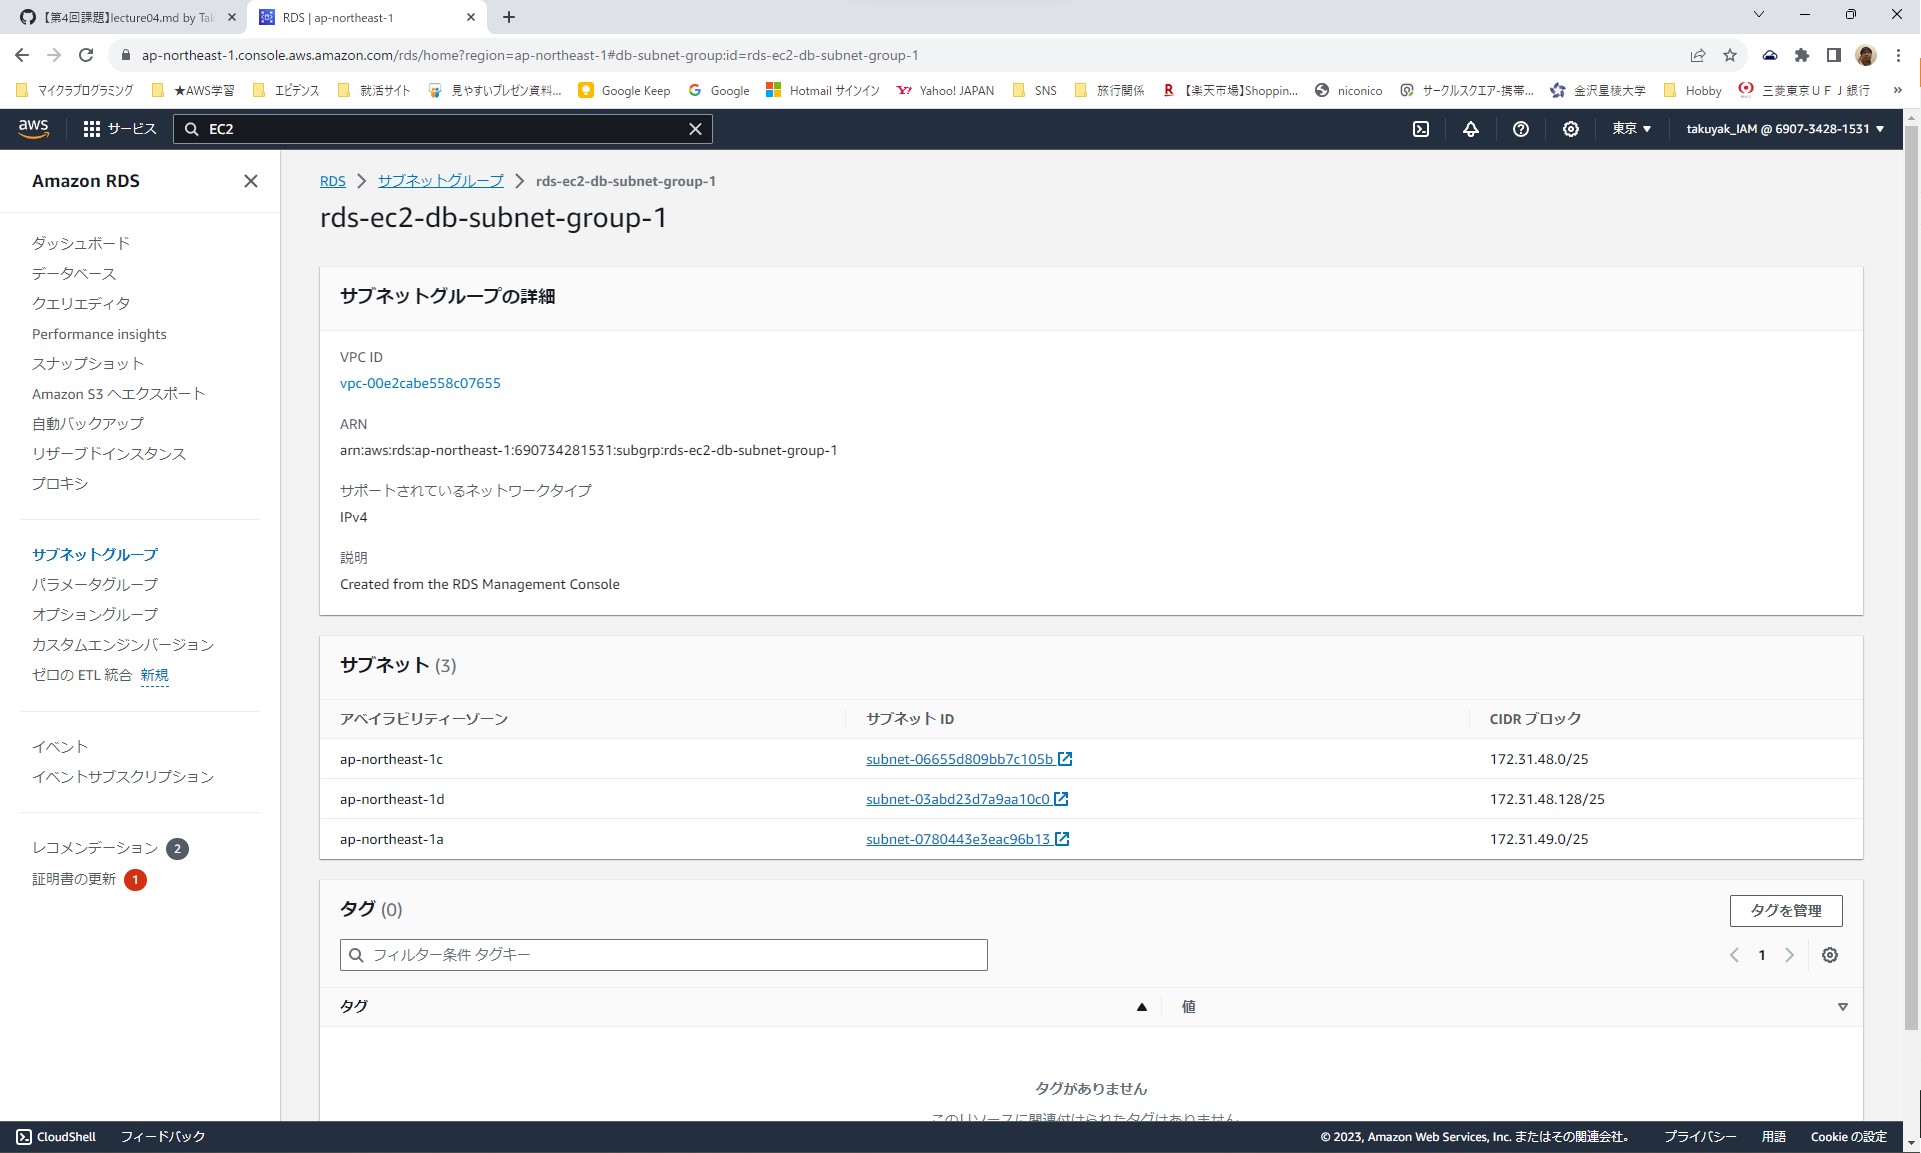 【第4回課題】lecture04.md by Tak
RDS | ap-northeast-1
ap-northeast-1.console.aws.amazon.com/rds/home?region=ap-northeast-1#db-subnet-group:id=rds-ec2-db-subnet-group-1
マイクラプログラミング ★AWS学習 エビデンス 就活サイト 見やすいプレゼン資料... Google Keep Google Hotmail サインイン Yahoo! JAPAN SNS 旅行関係 【楽天市場】Shoppin... niconico サークルスクエア-携帯... 金沢星稜大学 Hobby 三菱東京ＵＦＪ銀行 »
aws サービス EC2 東京 ▼ takuyak_IAM @ 6907-3428-1531 ▼
Amazon RDS
ダッシュボード
データベース
クエリエディタ
Performance insights
スナップショット
Amazon S3 へエクスポート
自動バックアップ
リザーブドインスタンス
プロキシ
サブネットグループ
パラメータグループ
オプショングループ
カスタムエンジンバージョン
ゼロの ETL 統合 新規
イベント
イベントサブスクリプション
レコメンデーション 2
証明書の更新 1
RDS > サブネットグループ > rds-ec2-db-subnet-group-1
rds-ec2-db-subnet-group-1
サブネットグループの詳細
VPC ID
vpc-00e2cabe558c07655
ARN
arn:aws:rds:ap-northeast-1:690734281531:subgrp:rds-ec2-db-subnet-group-1
サポートされているネットワークタイプ
IPv4
説明
Created from the RDS Management Console
サブネット (3)
アベイラビリティーゾーン サブネット ID CIDR ブロック
ap-northeast-1c subnet-06655d809bb7c105b 172.31.48.0/25
ap-northeast-1d subnet-03abd23d7a9aa10c0 172.31.48.128/25
ap-northeast-1a subnet-0780443e3eac96b13 172.31.49.0/25
タグ (0)
タグを管理
フィルター条件 タグキー
1
タグ 値
タグがありません
このリソースに関連付けられたタグはありません
CloudShell フィードバック © 2023, Amazon Web Services, Inc. またはその関連会社。 プライバシー 用語 Cookie の設定